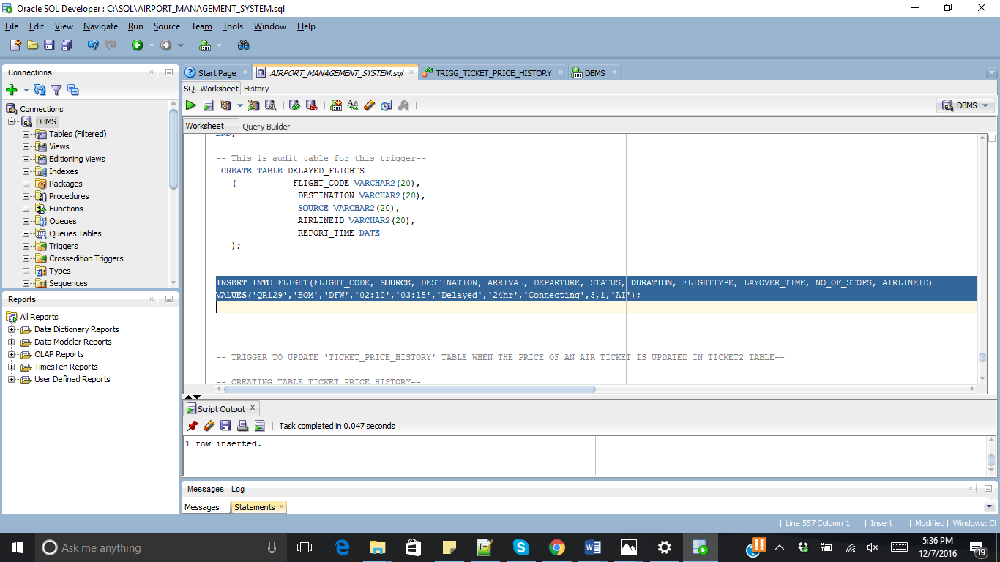 Oracle SQL Developer : C:\SQL\AIRPORT_MANAGEMENT_SYSTEM.sql
File Edit View Navigate Run Source Team Tools Window Help
Connections
Start Page
AIRPORT_MANAGEMENT_SYSTEM.sql
TRIGG_TICKET_PRICE_HISTORY
DBMS
SQL Worksheet History
DBMS
Worksheet Query Builder
Connections
DBMS
Tables (Filtered)
Views
Editioning Views
Indexes
Packages
Procedures
Functions
Queues
Queues Tables
Triggers
Crossedition Triggers
Types
Sequences
Reports
All Reports
Data Dictionary Reports
Data Modeler Reports
OLAP Reports
TimesTen Reports
User Defined Reports
END;
-- This is audit table for this trigger--
CREATE TABLE DELAYED_FLIGHTS
( FLIGHT_CODE VARCHAR2(20),
DESTINATION VARCHAR2(20),
SOURCE VARCHAR2(20),
AIRLINEID VARCHAR2(20),
REPORT_TIME DATE
);
INSERT INTO FLIGHT(FLIGHT_CODE, SOURCE, DESTINATION, ARRIVAL, DEPARTURE, STATUS, DURATION, FLIGHTTYPE, LAYOVER_TIME, NO_OF_STOPS, AIRLINEID)
VALUES('QR129','BOM','DFW','02:10','03:15','Delayed','24hr','Connecting',3,1,'AI');
-- TRIGGER TO UPDATE 'TICKET_PRICE_HISTORY' TABLE WHEN THE PRICE OF AN AIR TICKET IS UPDATED IN TICKET2 TABLE--
-- CREATING TABLE TICKET_PRICE_HISTORY--
Script Output
Task completed in 0.047 seconds
1 row inserted.
Messages - Log
Messages Statements
Line 557 Column 1 | Insert | Modified | Windows: CF
Ask me anything
5:36 PM
12/7/2016
19